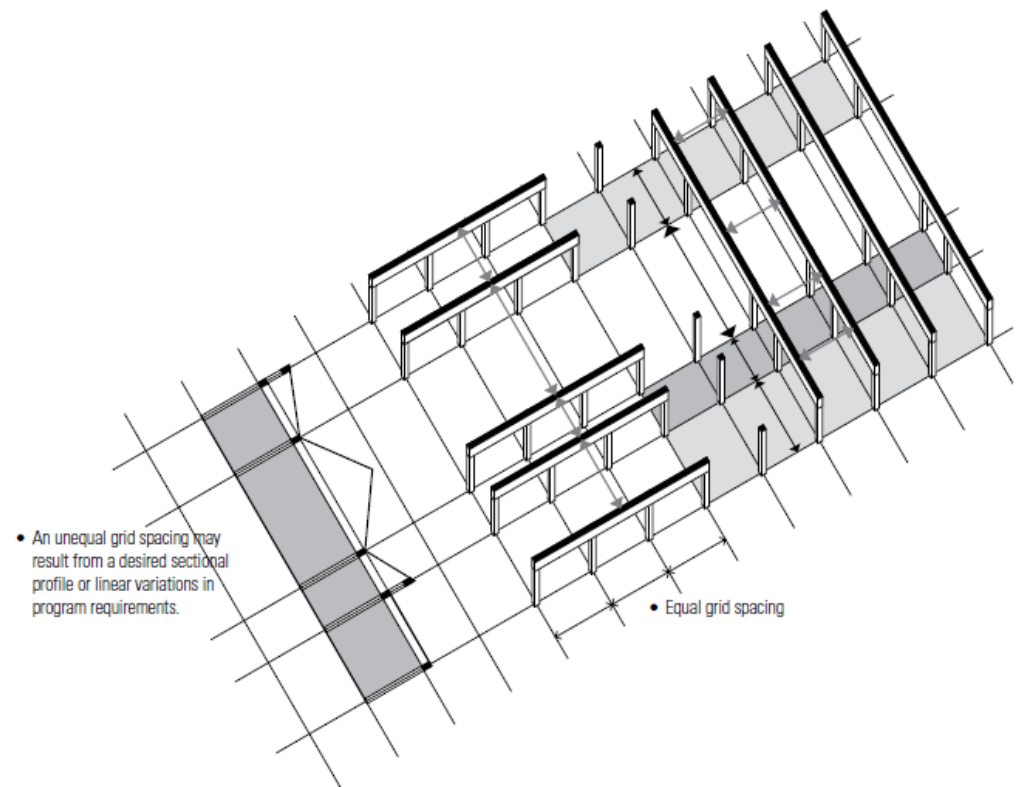 • An unequal grid spacing may
result from a desired sectional
profile or linear variations in
program requirements.
• Equal grid spacing